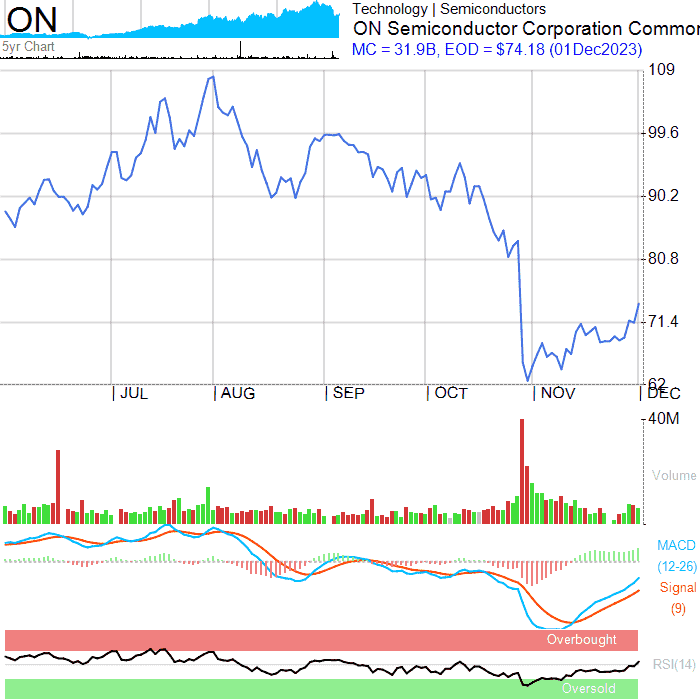 ON
5yr Chart
Technology | Semiconductors
ON Semiconductor Corporation Common
MC = 31.9B, EOD = $74.18 (01Dec2023)
109
99.6
90.2
80.8
71.4
62
JUL AUG SEP OCT NOV DEC
40M
Volume
MACD
(12-26)
Signal
(9)
Overbought
RSI(14)
Oversold